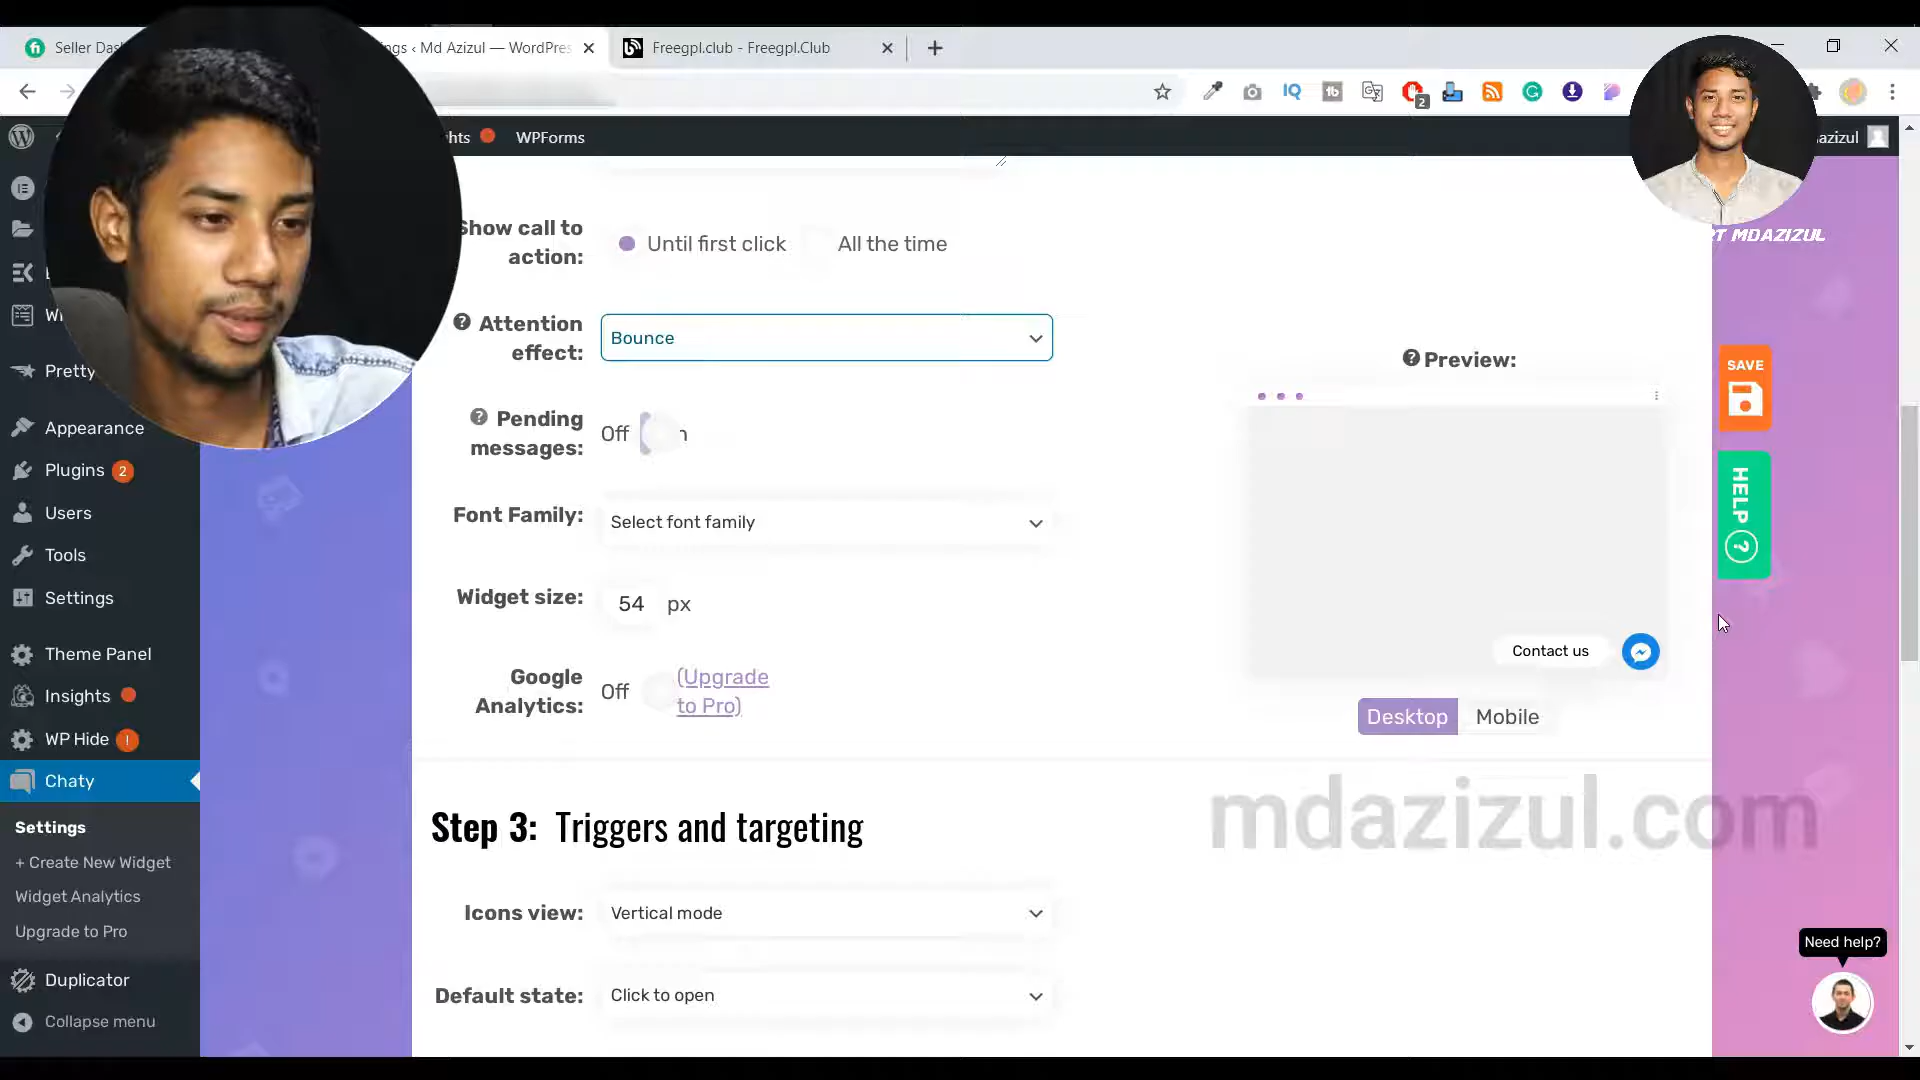 Seller Das
ngs ‹ Md Azizul — WordPres
Freegpl.club - Freegpl.Club
IQ
2
ghts
WPForms
azizul
RT MDAZIZUL
Show call to
action:
Until first click
All the time
Attention
effect:
Bounce
Preview:
SAVE
Pretty
Pending
messages:
Off
n
HELP ?
Appearance
Plugins 2
Users
Tools
Settings
Font Family:
Select font family
Widget size:
54 px
Contact us
Theme Panel
Insights
WP Hide !
Chaty
Google
Analytics:
Off
(Upgrade
to Pro)
Desktop
Mobile
mdazizul.com
Settings
+ Create New Widget
Widget Analytics
Upgrade to Pro
Duplicator
Collapse menu
Step 3: Triggers and targeting
Icons view:
Vertical mode
Default state:
Click to open
Need help?